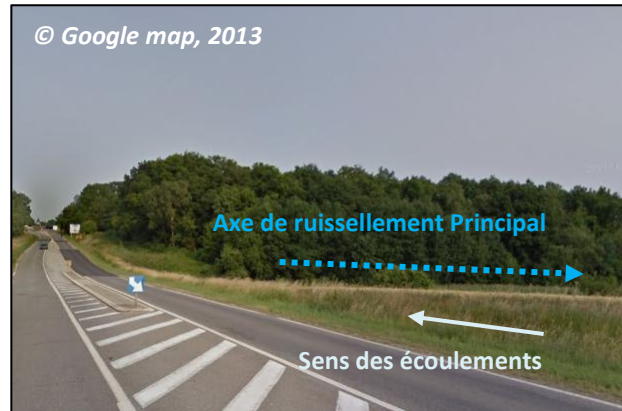 © Google map, 2013
Axe de ruissellement Principal
Sens des écoulements